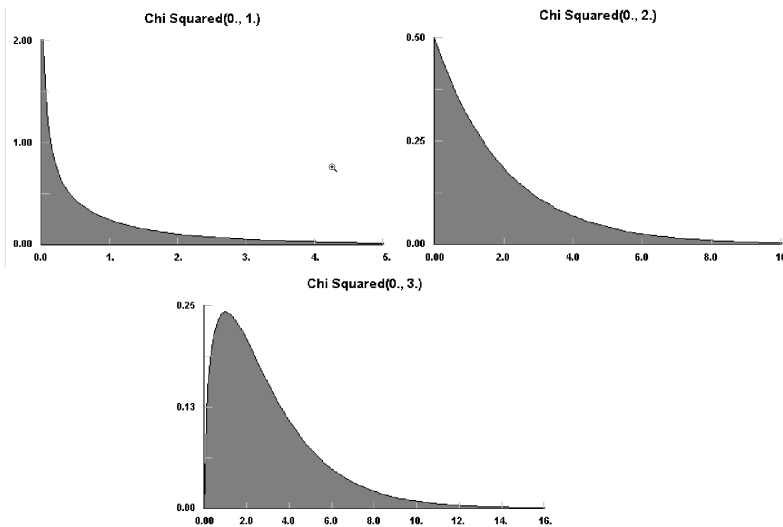 Chi Squared(0., 1.)
2.00
1.00
0.00
0.0 1. 2. 3. 4. 5.
Chi Squared(0., 2.)
0.50
0.25
0.00
0.0 2.0 4.0 6.0 8.0 10
Chi Squared(0., 3.)
0.25
0.13
0.00
0.00 2.0 4.0 6.0 8.0 10. 12. 14. 16.